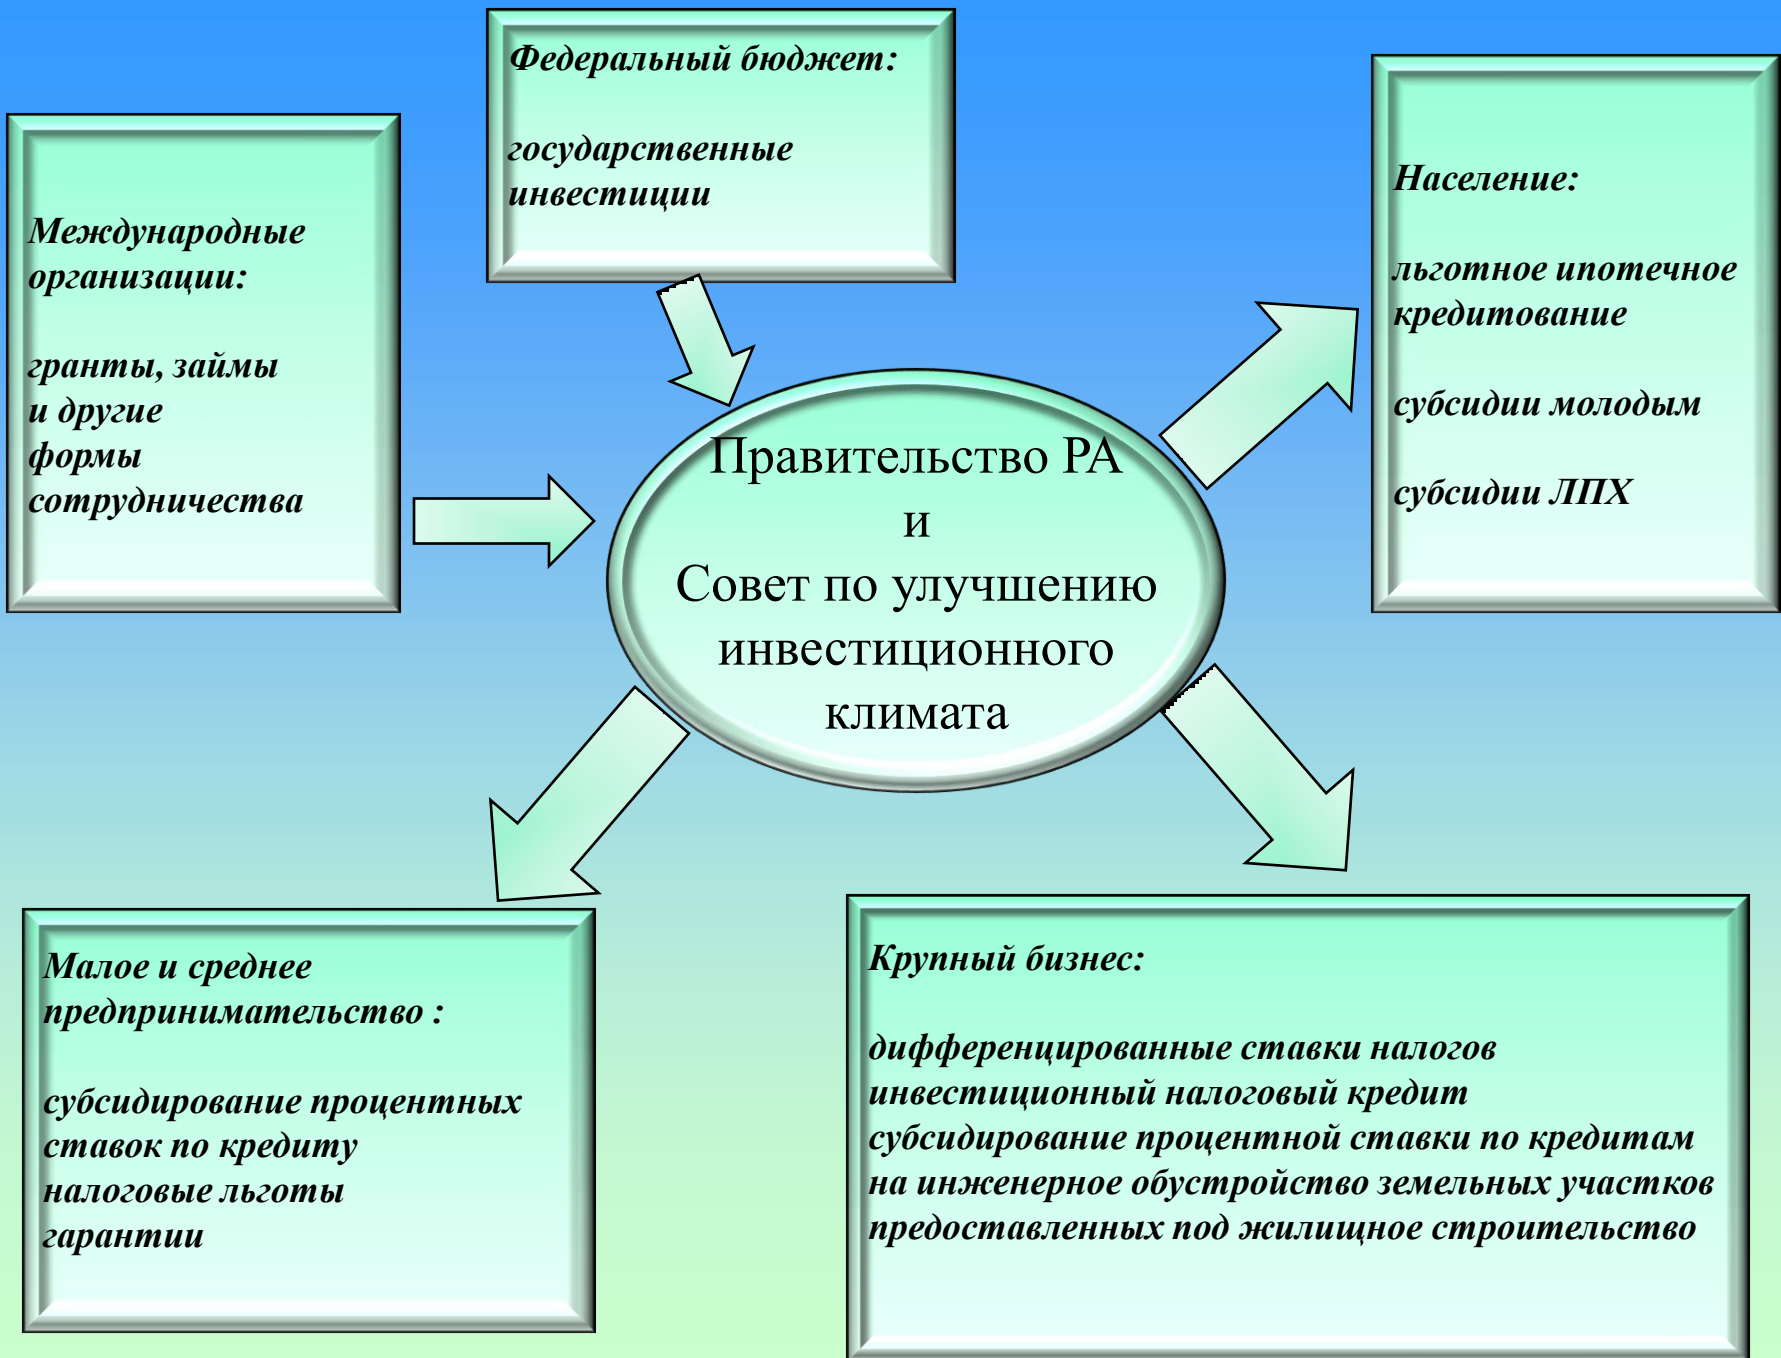 Федеральный бюджет:
государственные
инвестиции
Международные
организации:
гранты, займы
и другие
формы
сотрудничества
Население:
льготное ипотечное
кредитование
субсидии молодым
субсидии ЛПХ
Правительство РА
и
Совет по улучшению
инвестиционного
климата
Малое и среднее
предпринимательство :
субсидирование процентных
ставок по кредиту
налоговые льготы
гарантии
Крупный бизнес:
дифференцированные ставки налогов
инвестиционный налоговый кредит
субсидирование процентной ставки по кредитам
на инженерное обустройство земельных участков
предоставленных под жилищное строительство